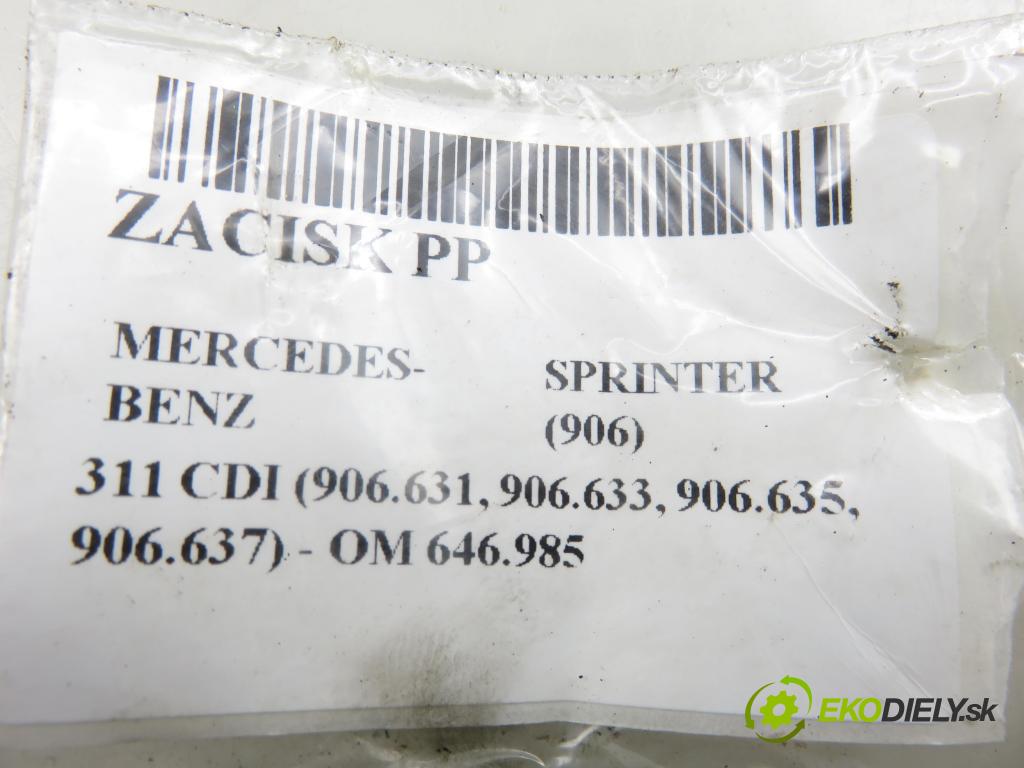 ZACISK PP
MERCEDES-
BENZ
SPRINTER
(906)
311 CDI (906.631, 906.633, 906.635,
906.637) - OM 646.985
EKODIELY.sk